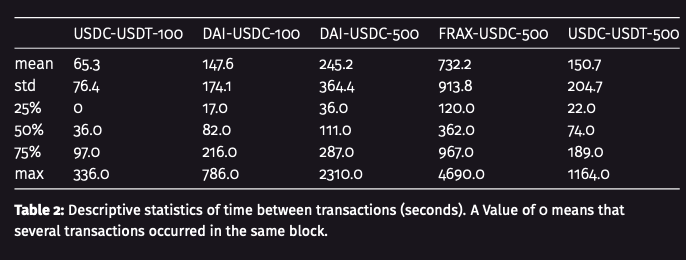 USDC-USDT-100 DAI-USDC-100 DAI-USDC-500 FRAX-USDC-500 USDC-USDT-500
mean 65.3 147.6 245.2 732.2 150.7
std 76.4 174.1 364.4 913.8 204.7
25% 0 17.0 36.0 120.0 22.0
50% 36.0 82.0 111.0 362.0 74.0
75% 97.0 216.0 287.0 967.0 189.0
max 336.0 786.0 2310.0 4690.0 1164.0
Table 2: Descriptive statistics of time between transactions (seconds). A Value of 0 means that
several transactions occurred in the same block.